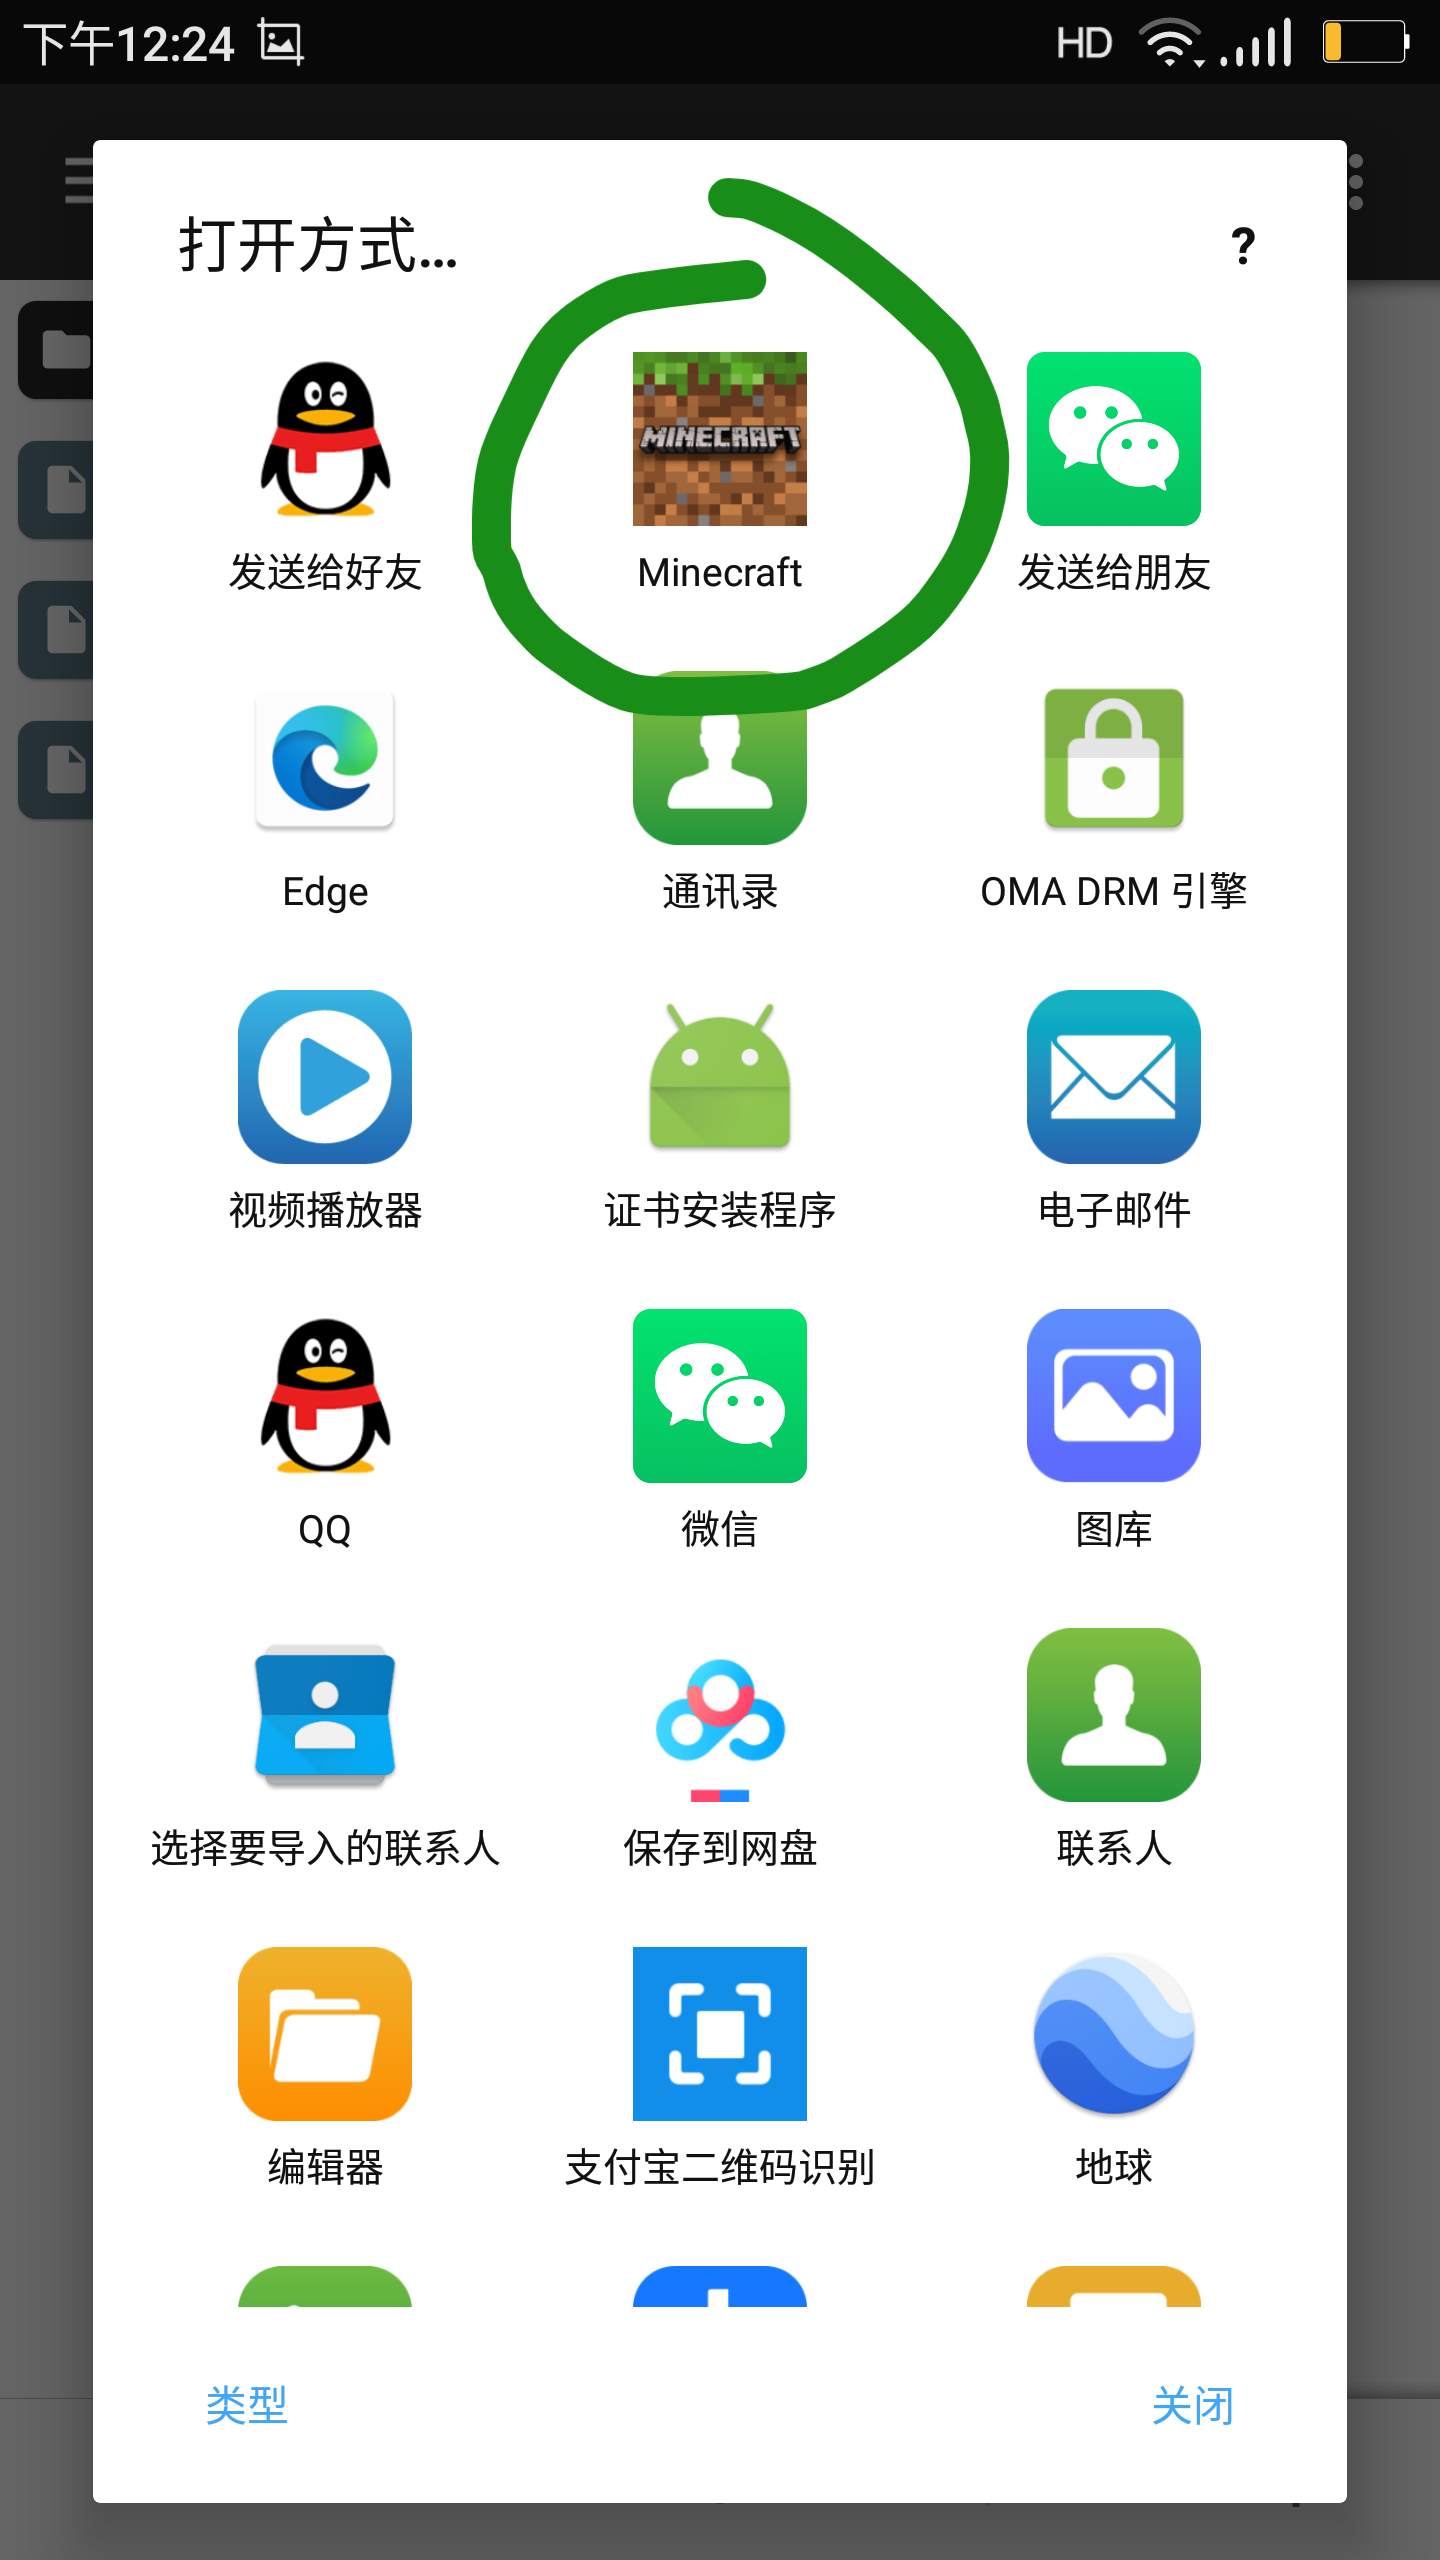 下午12:24 HD
打开方式... ?
MINECRAFT
发送给好友 Minecraft 发送给朋友
Edge 通讯录 OMA DRM 引擎
视频播放器 证书安装程序 电子邮件
QQ 微信 图库
选择要导入的联系人 保存到网盘 联系人
编辑器 支付宝二维码识别 地球
类型 关闭